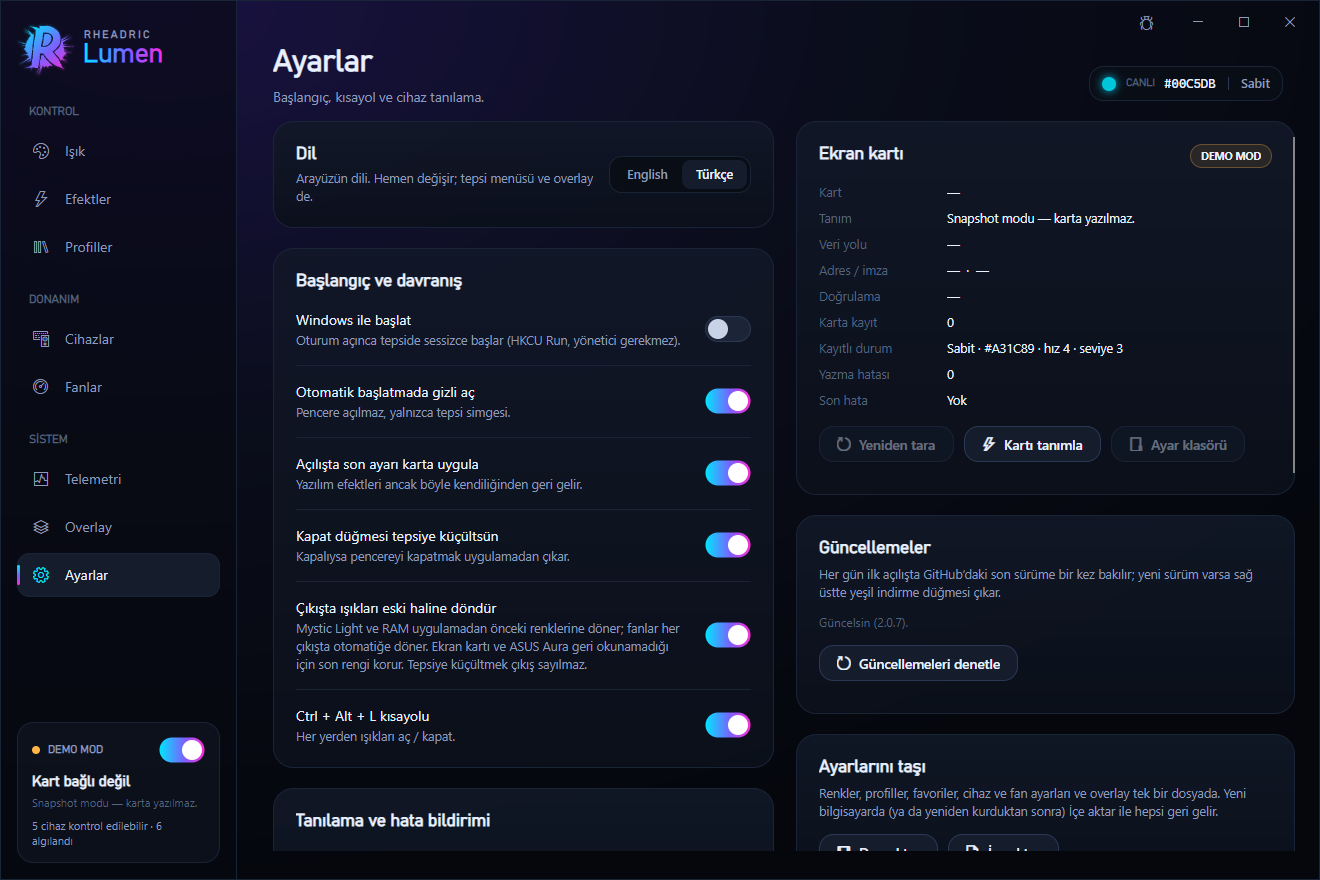 RHEADRIC
Lumen
KONTROL
Işık
Efektler
Profiller
DONANIM
Cihazlar
Fanlar
SİSTEM
Telemetri
Overlay
Ayarlar
DEMO MOD
Kart bağlı değil
Snapshot modu — karta yazılmaz.
5 cihaz kontrol edilebilir · 6
algılandı
Ayarlar
Başlangıç, kısayol ve cihaz tanılama.
CANLI #00C5DB Sabit
Dil
Arayüzün dili. Hemen değişir; tepsi menüsü ve overlay
de.
English Türkçe
Başlangıç ve davranış
Windows ile başlat
Oturum açınca tepside sessizce başlar (HKCU Run, yönetici gerekmez).
Otomatik başlatmada gizli aç
Pencere açılmaz, yalnızca tepsi simgesi.
Açılışta son ayarı karta uygula
Yazılım efektleri ancak böyle kendiliğinden geri gelir.
Kapat düğmesi tepsiye küçültsün
Kapalıysa pencereyi kapatmak uygulamadan çıkar.
Çıkışta ışıkları eski haline döndür
Mystic Light ve RAM uygulamadan önceki renklerine döner; fanlar her
çıkışta otomatiğe döner. Ekran kartı ve ASUS Aura geri okunamadığı
için son rengi korur. Tepsiye küçültmek çıkış sayılmaz.
Ctrl + Alt + L kısayolu
Her yerden ışıkları aç / kapat.
Tanılama ve hata bildirimi
Ekran kartı
DEMO MOD
Kart —
Tanım Snapshot modu — karta yazılmaz.
Veri yolu —
Adres / imza — · —
Doğrulama —
Karta kayıt 0
Kayıtlı durum Sabit · #A31C89 · hız 4 · seviye 3
Yazma hatası 0
Son hata Yok
Yeniden tara Kartı tanımla Ayar klasörü
Güncellemeler
Her gün ilk açılışta GitHub'daki son sürüme bir kez bakılır; yeni sürüm varsa sağ
üstte yeşil indirme düğmesi çıkar.
Güncelsin (2.0.7).
Güncellemeleri denetle
Ayarlarını taşı
Renkler, profiller, favoriler, cihaz ve fan ayarları ve overlay tek bir dosyada. Yeni
bilgisayarda (ya da yeniden kurduktan sonra) İçe aktar ile hepsi geri gelir.